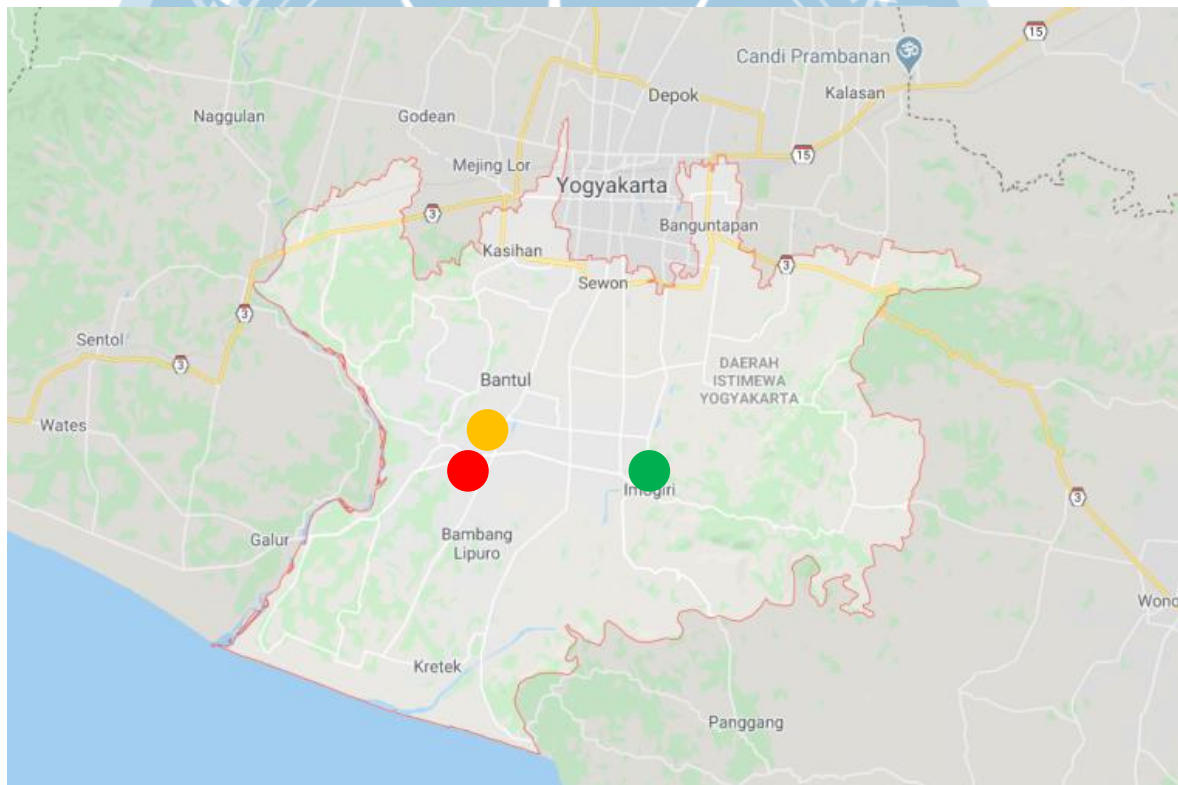 15
Candi Prambanan
Depok
Kalasan
Naggulan
Godean
15
Mejing Lor
Yogyakarta
3
Banguntapan
Kasihan
3
Sewon
3
Sentol
3
DAERAH
ISTIMEWA
YOGYAKARTA
Bantul
Wates
Imogiri
3
Galur
Bambang
Lipuro
Wono
Kretek
Panggang